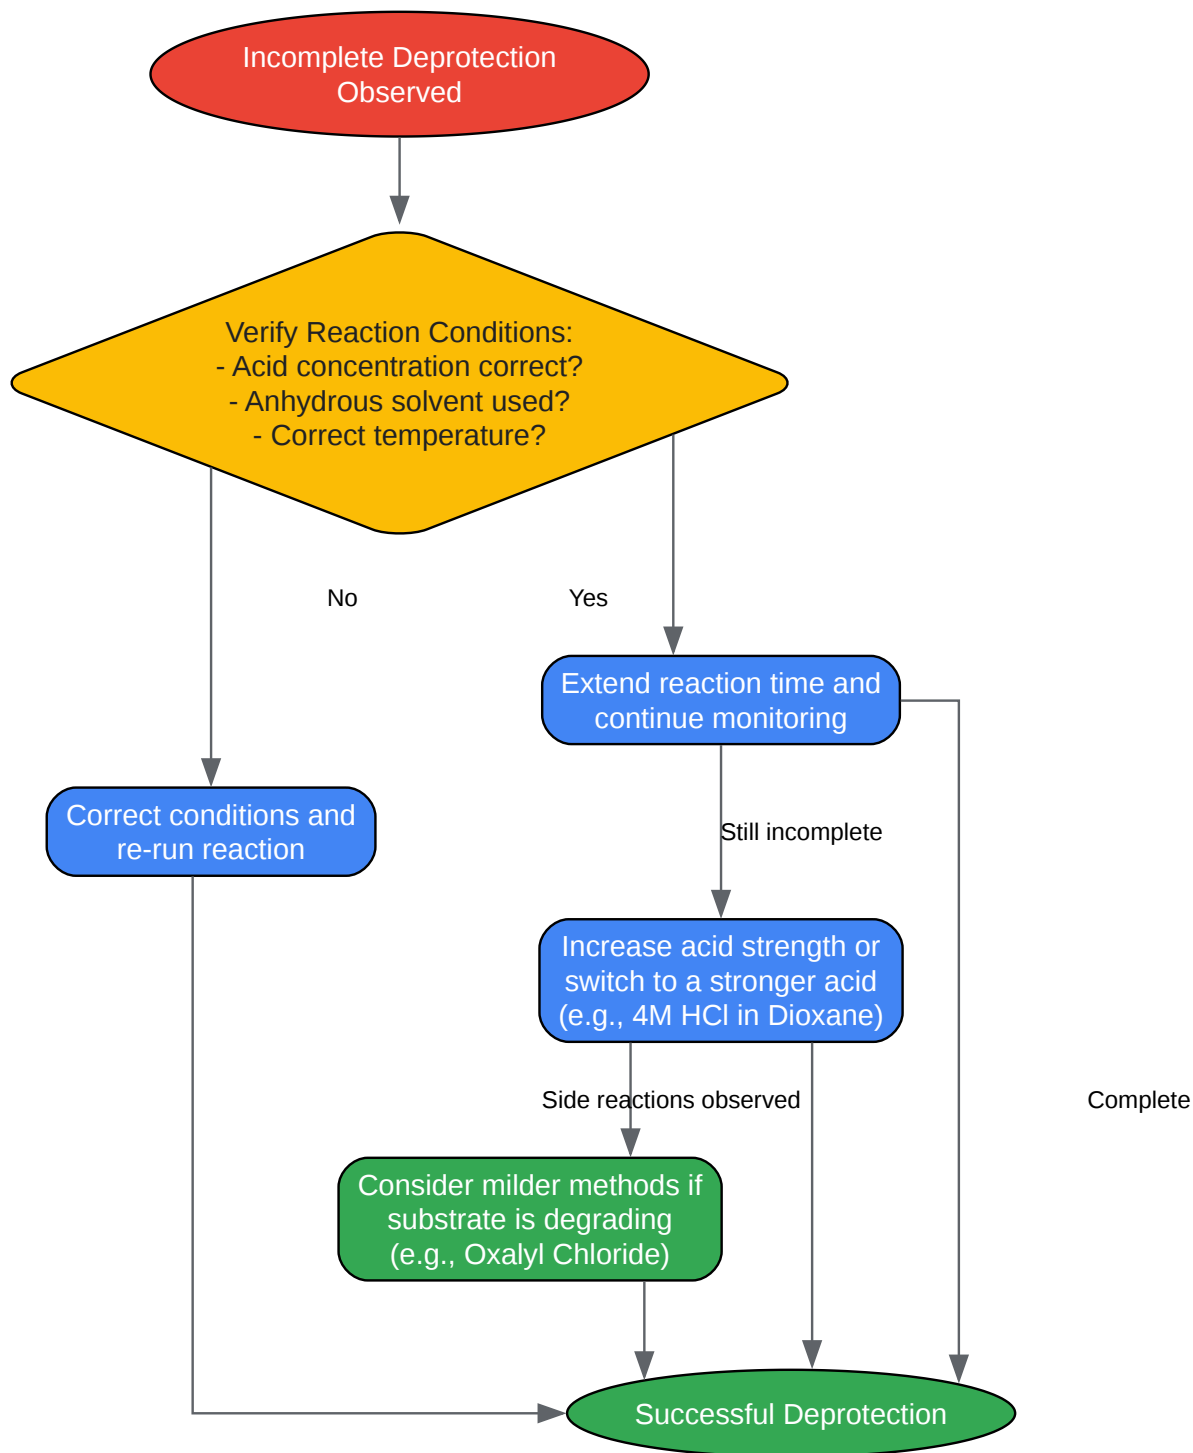 Incomplete Deprotection
Observed
Verify Reaction Conditions:
- Acid concentration correct?
- Anhydrous solvent used?
- Correct temperature?
No
Yes
Extend reaction time and
continue monitoring
Correct conditions and
re-run reaction
Still incomplete
Increase acid strength or
switch to a stronger acid
(e.g., 4M HCl in Dioxane)
Side reactions observed
Complete
Consider milder methods if
substrate is degrading
(e.g., Oxalyl Chloride)
Successful Deprotection